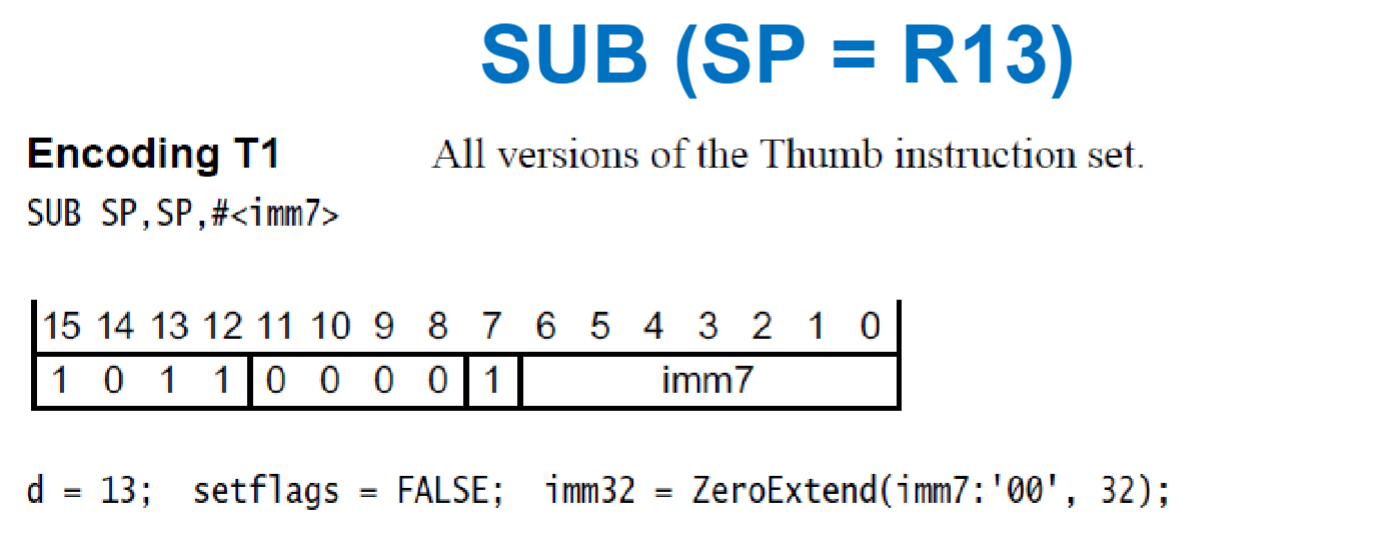 SUB (SP = R13)
Encoding T1 All versions of the Thumb instruction set.
SUB SP,SP,#<imm7>
15 14 13 12 11 10 9 8 7 6 5 4 3 2 1 0
1 0 1 1 0 0 0 0 1 imm7
d = 13; setflags = FALSE; imm32 = ZeroExtend(imm7:'00', 32);